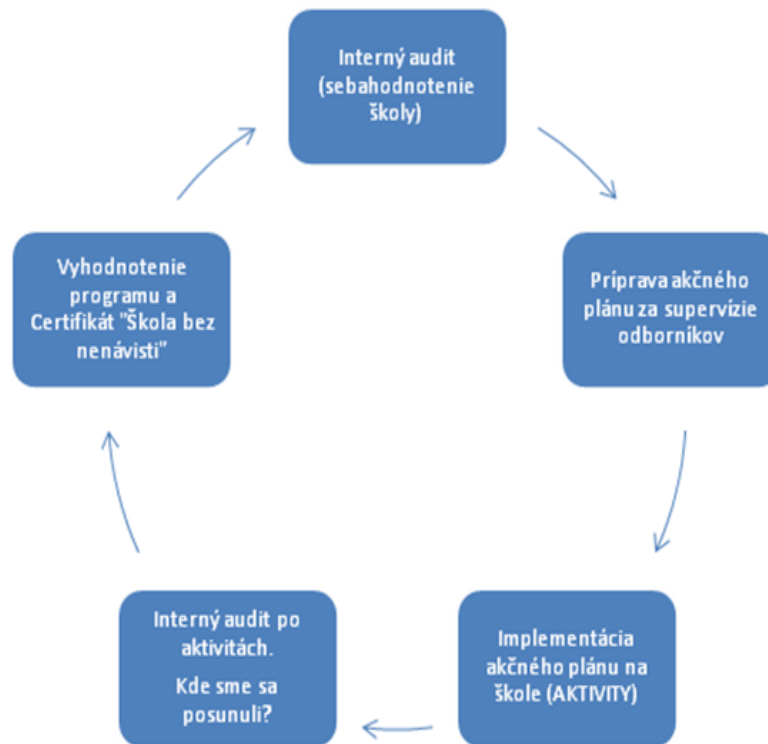 Interný audit
(sebahodnotenie
školy)
Príprava akčného
plánu za supervízie
odborníkov
Implementácia
akčného plánu na
škole (AKTIVITY)
Interný audit po
aktivitách.
Kde sme sa
posunuli?
Vyhodnotenie
programu a
Certifikát "Škola bez
nenávisti"